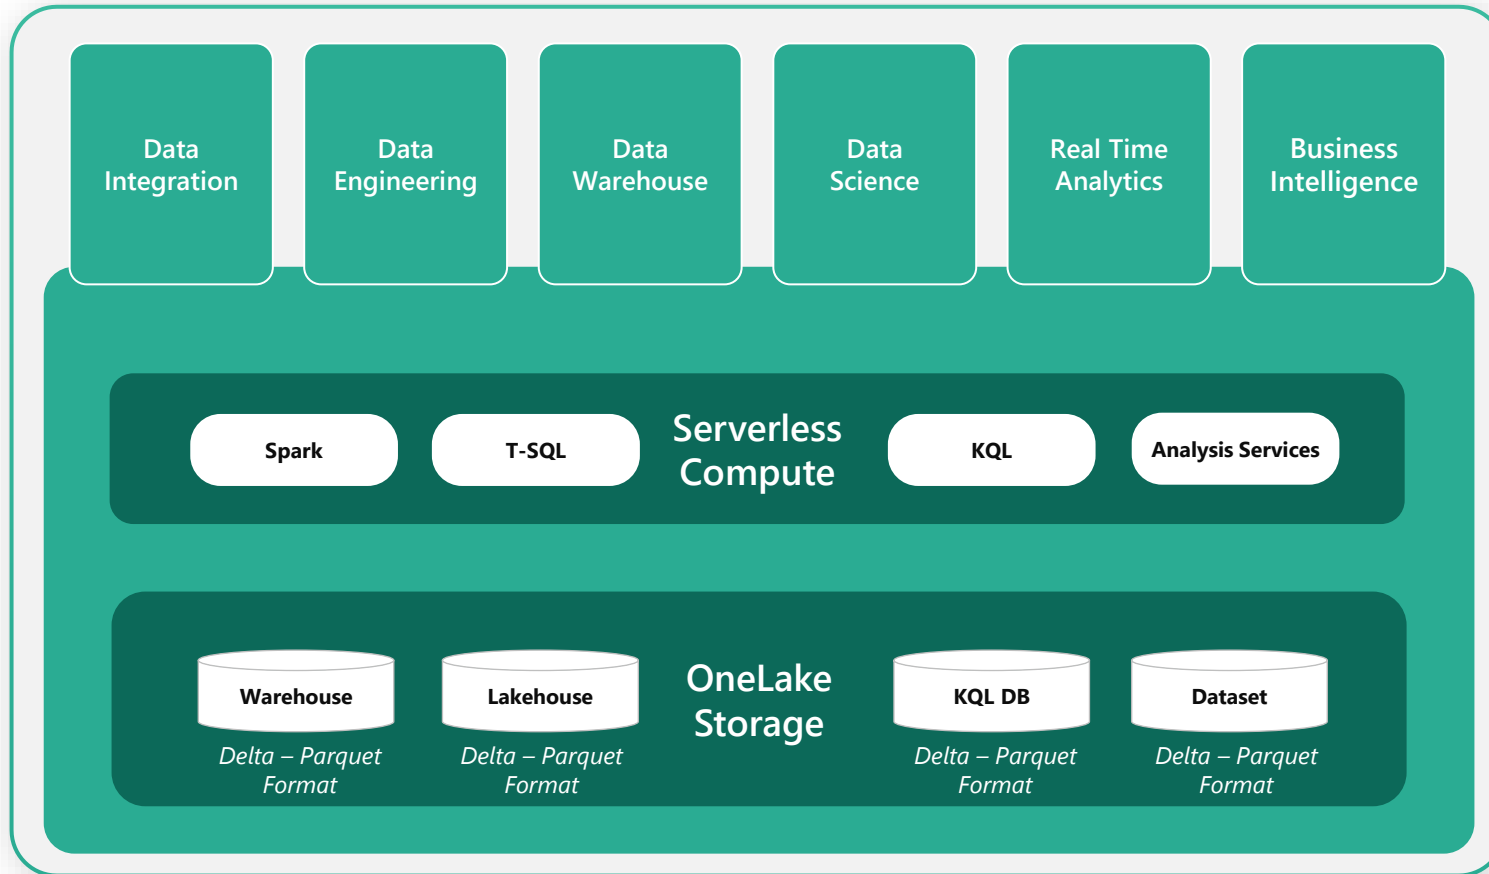 Data
Integration
Data
Engineering
Data
Warehouse
Data
Science
Real Time
Analytics
Business
Intelligence
Spark
T-SQL
Serverless
Compute
KQL
Analysis Services
Warehouse
Delta – Parquet
Format
Lakehouse
Delta – Parquet
Format
OneLake
Storage
KQL DB
Delta – Parquet
Format
Dataset
Delta – Parquet
Format